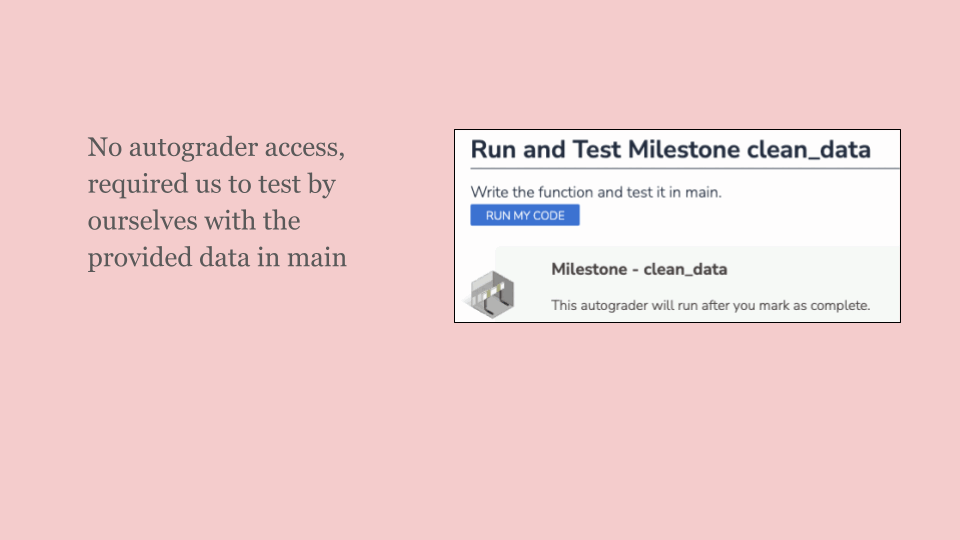 No autograder access,
required us to test by
ourselves with the
provided data in main
Run and Test Milestone clean_data
Write the function and test it in main.
RUN MY CODE
Milestone - clean_data
This autograder will run after you mark as complete.